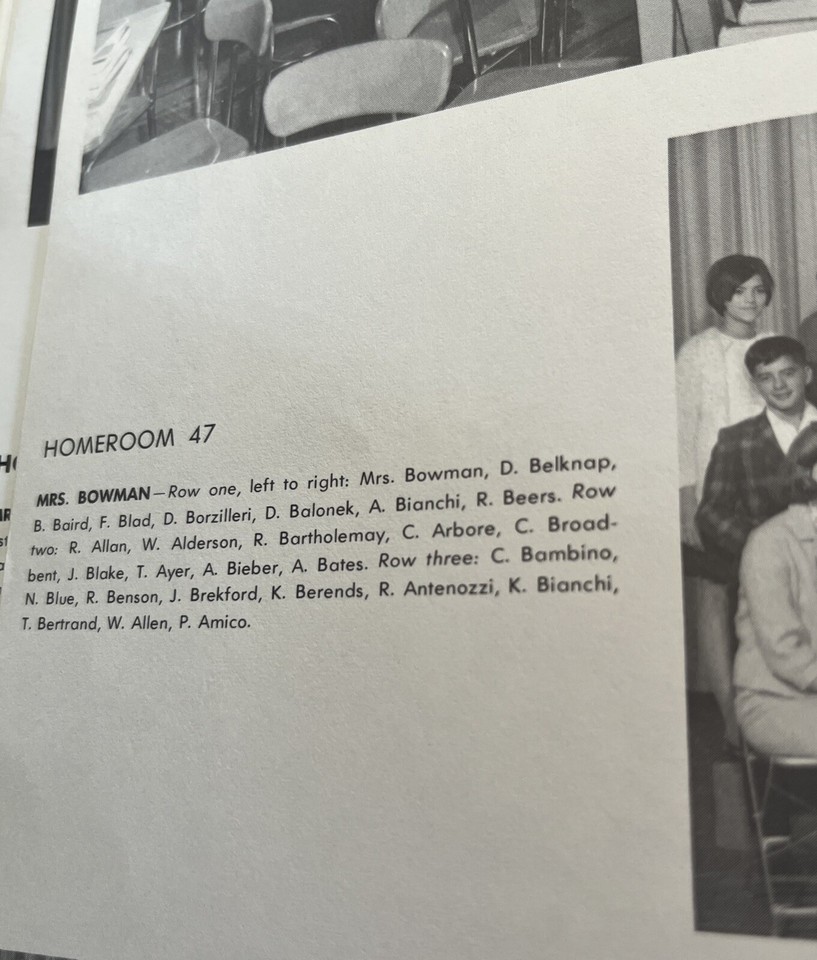 HOMEROOM 47
MRS. BOWMAN—Row one, left to right: Mrs. Bowman, D. Belknap,
B. Baird, F. Blad, D. Borzilleri, D. Balonek, A. Bianchi, R. Beers. Row
two: R. Allan, W. Alderson, R. Bartholemay, C. Arbore, C. Broad-
bent, J. Blake, T. Ayer, A. Bieber, A. Bates. Row three: C. Bambino,
N. Blue, R. Benson, J. Brekford, K. Berends, R. Antenozzi, K. Bianchi,
T. Bertrand, W. Allen, P. Amico.